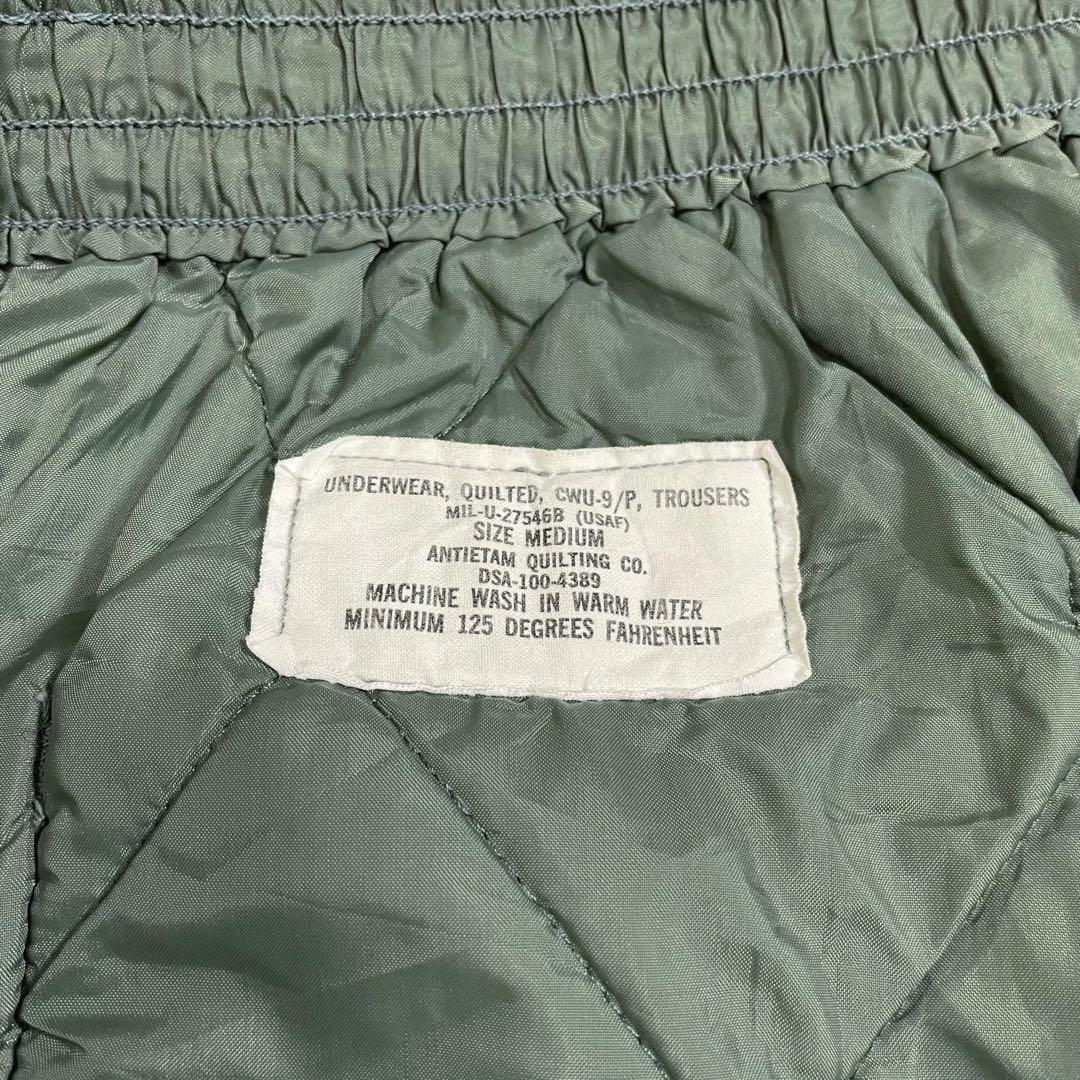 UNDERWEAR, QUILTED, CWU-9/P, TROUSERS
MIL-U-27546B (USAF)
SIZE MEDIUM
ANTIETAM QUILTING CO.
DSA-100-4389
MACHINE WASH IN WARM WATER
MINIMUM 125 DEGREES FAHRENHEIT